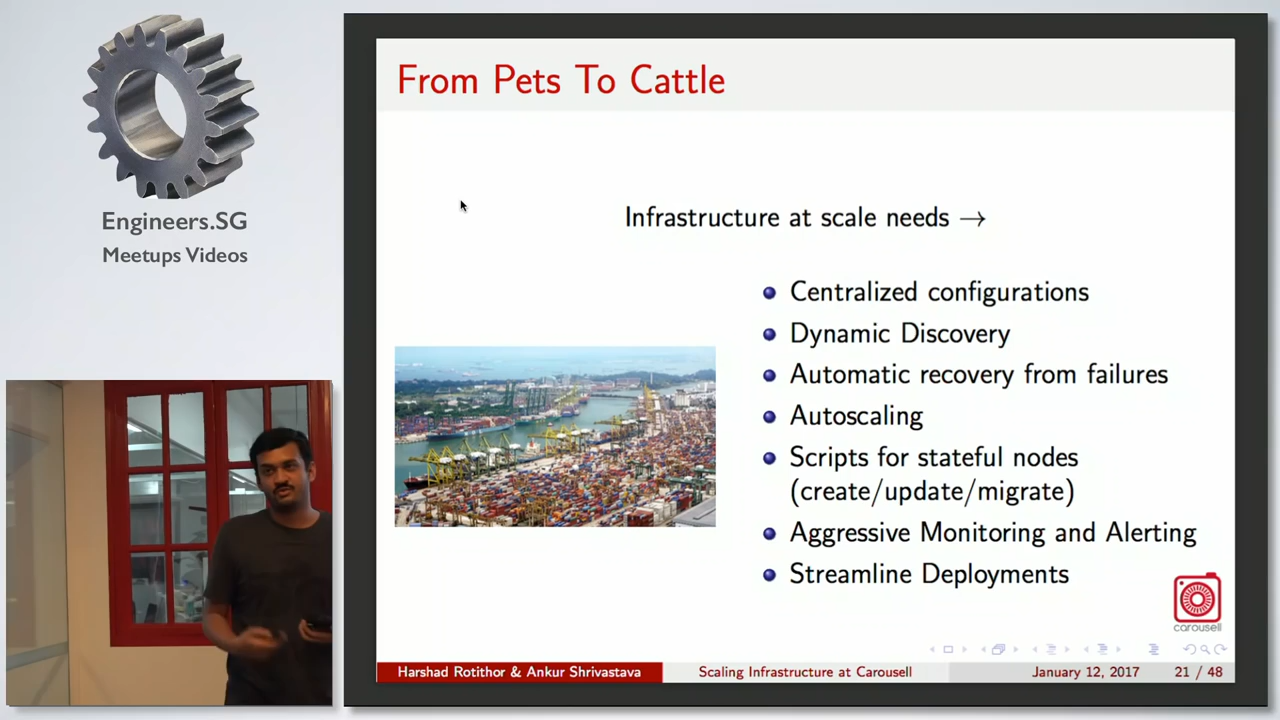 Engineers.SG
Meetups Videos
From Pets To Cattle
Infrastructure at scale needs →
Centralized configurations
Dynamic Discovery
Automatic recovery from failures
Autoscaling
Scripts for stateful nodes
(create/update/migrate)
Aggressive Monitoring and Alerting
Streamline Deployments
carousell
Harshad Rotithor & Ankur Shrivastava
Scaling Infrastructure at Carousell
January 12, 2017
21 / 48